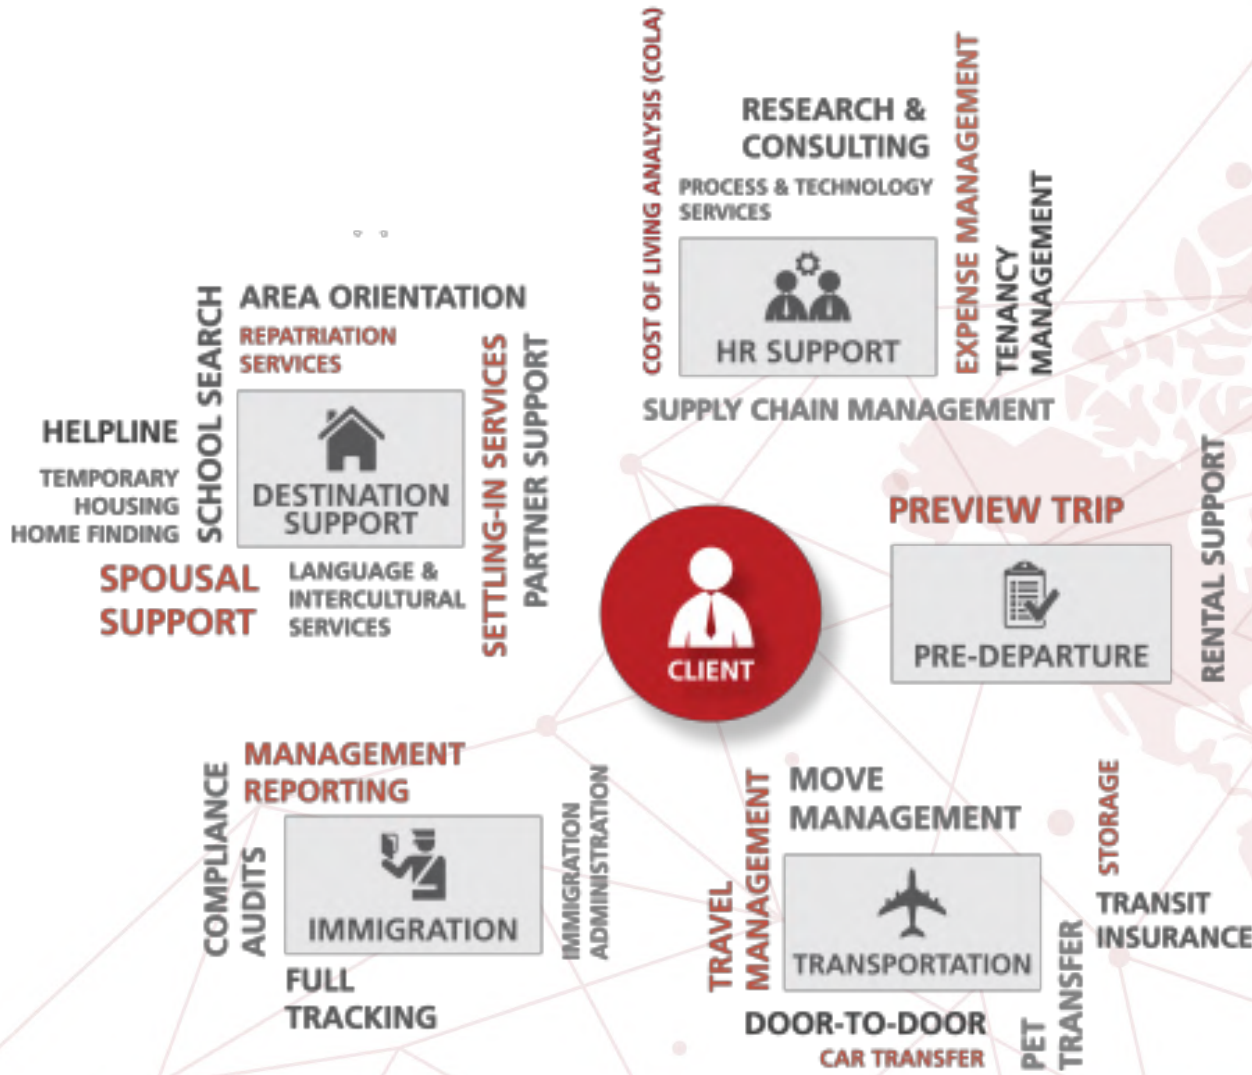 COST OF LIVING ANALYSIS (COLA)
RESEARCH &
CONSULTING
PROCESS & TECHNOLOGY
SERVICES
HR SUPPORT
EXPENSE MANAGEMENT
TENANCY
MANAGEMENT
SUPPLY CHAIN MANAGEMENT
AREA ORIENTATION
REPATRIATION
SERVICES
SCHOOL SEARCH
HELPLINE
TEMPORARY
HOUSING
HOME FINDING
DESTINATION
SUPPORT
SETTLING-IN SERVICES
PARTNER SUPPORT
SPOUSAL
SUPPORT
LANGUAGE &
INTERCULTURAL
SERVICES
CLIENT
PREVIEW TRIP
PRE-DEPARTURE
RENTAL SUPPORT
MANAGEMENT
REPORTING
COMPLIANCE
AUDITS
IMMIGRATION
IMMIGRATION
ADMINISTRATION
FULL
TRACKING
TRAVEL
MANAGEMENT
MOVE
MANAGEMENT
TRANSPORTATION
STORAGE
TRANSIT
INSURANCE
PET
TRANSFER
DOOR-TO-DOOR
CAR TRANSFER